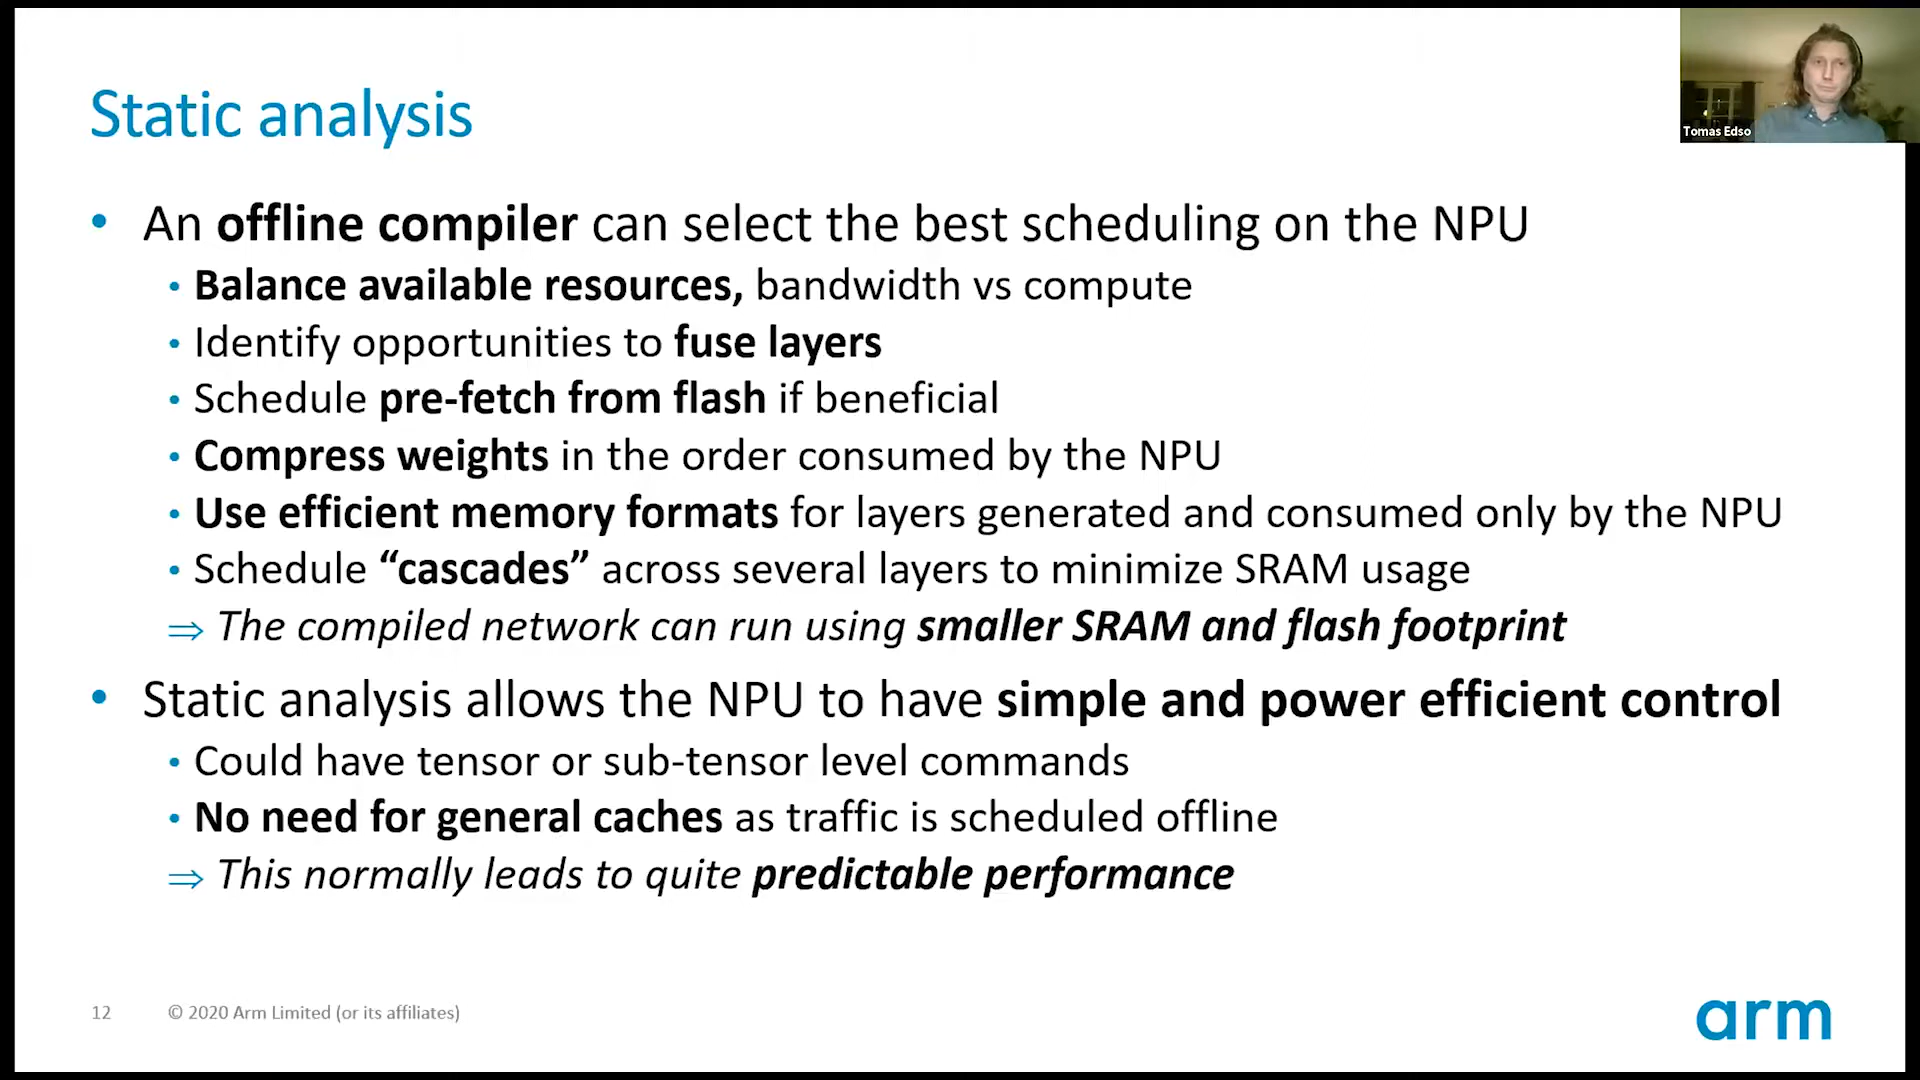 Static analysis
Tomas Edso
• An offline compiler can select the best scheduling on the NPU
• Balance available resources, bandwidth vs compute
• Identify opportunities to fuse layers
• Schedule pre-fetch from flash if beneficial
• Compress weights in the order consumed by the NPU
• Use efficient memory formats for layers generated and consumed only by the NPU
• Schedule “cascades” across several layers to minimize SRAM usage
⇒ The compiled network can run using smaller SRAM and flash footprint
• Static analysis allows the NPU to have simple and power efficient control
• Could have tensor or sub-tensor level commands
• No need for general caches as traffic is scheduled offline
⇒ This normally leads to quite predictable performance
12 © 2020 Arm Limited (or its affiliates)
arm